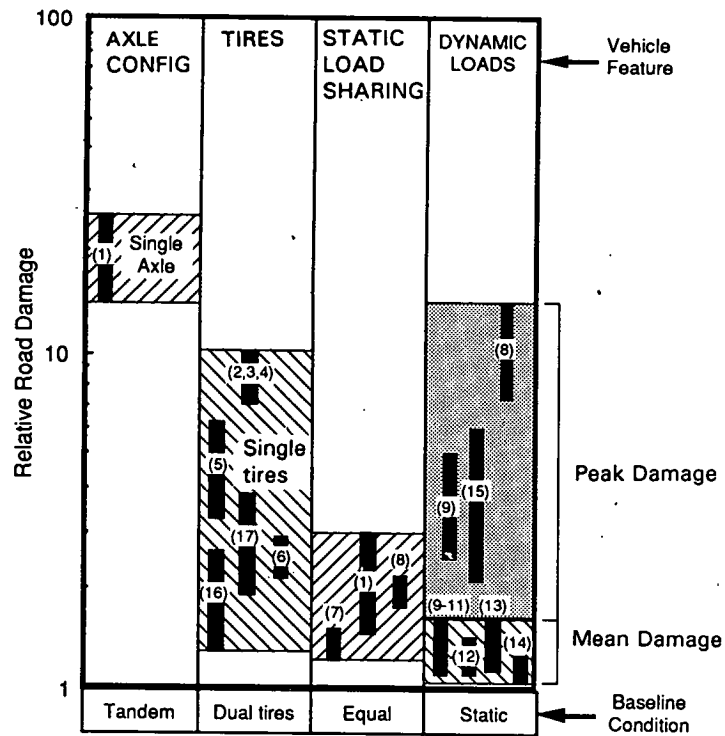 100
AXLE CONFIG
TIRES
STATIC LOAD SHARING
DYNAMIC LOADS
Vehicle Feature
Relative Road Damage
(1)
Single Axle
10
(2,3,4)
(8)
Single tires
(5)
(9)
(15)
Peak Damage
(17)
(6)
(16)
(7)
(1)
(8)
(9-11)
(13)
(12)
(14)
Mean Damage
1
Tandem
Dual tires
Equal
Static
Baseline Condition